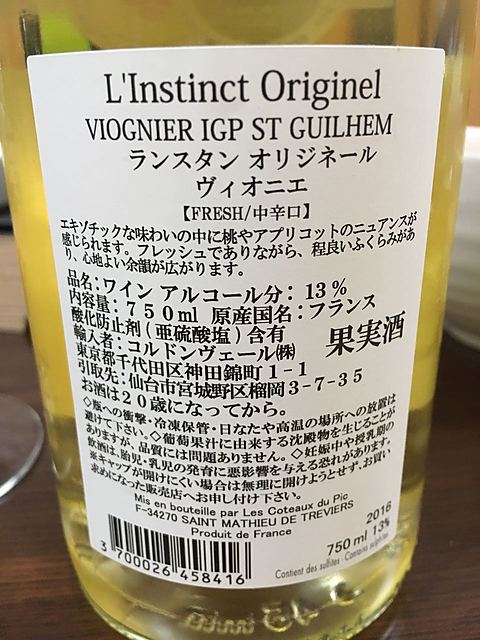 L'Instinct Originel
VIOGNIER IGP ST GUILHEM
ランスタン オリジネール
ヴィオニエ
【FRESH/中辛口】
エキゾチックな味わいの中に桃やアプリコットのニュアンスが
感じられます。フレッシュでありながら、程良いふくらみがあ
り、心地よい余韻が広がります。
品名:ワイン アルコール分: 13%
内容量:750ml 原産国名:フランス
酸化防止剤(亜硫酸塩)含有
果実酒
輸入者:コルドンヴェール㈱
東京都千代田区神田錦町1-1
引取先:仙台市宮城野区榴岡3-7-35
お酒は20歳になってから。
◇瓶への衝撃・冷凍保管・日なたや高温の場所への放置は
避けて下さい。◇葡萄果汁に由来する沈殿物を生じることが
ありますが、品質には問題ありません。◇妊娠中や授乳期の
飲酒は、胎児・乳児の発育に悪影響を与える恐れがあります。
※キャップが開けにくい場合は無理に開けようとせず、お買い
求めになった販売店へお申し付け下さい。
Mis en bouteille par Les Coteaux du Pic
F-34270 SAINT MATHIEU DE TREVIERS
Produit de France
2016
750 ml 13%
Contient des sulfites · Contains sulphites
3 700026 458416